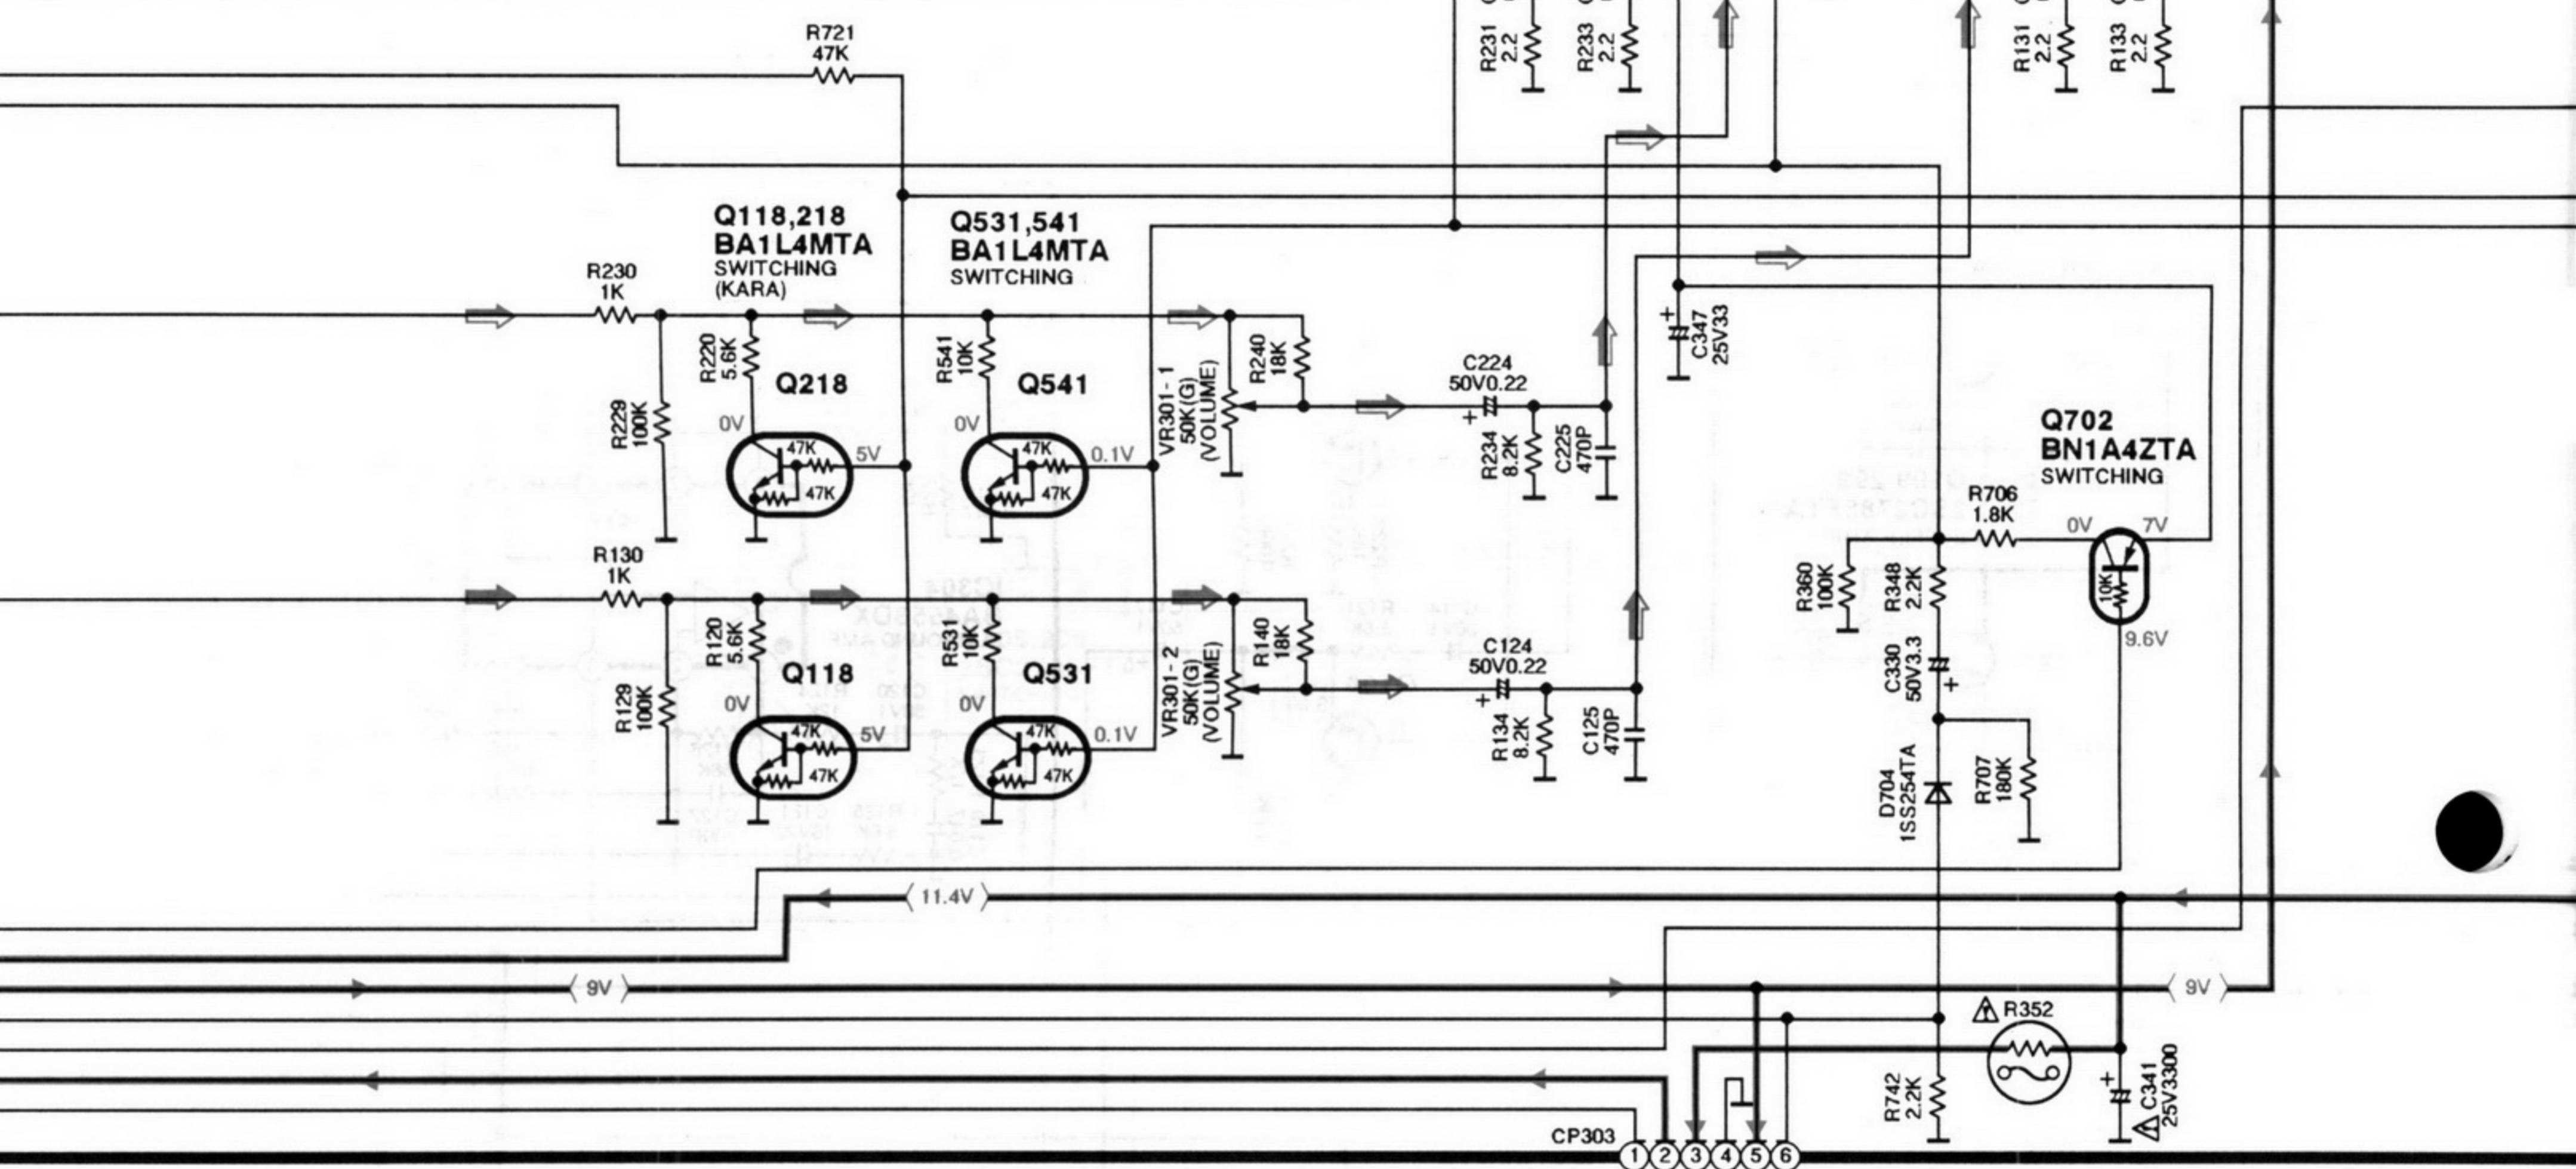 R721
47K
R231
2.2
R233
2.2
R131
2.2
R133
2.2
Q118,218
BA1L4MTA
SWITCHING
(KARA)
Q531,541
BA1L4MTA
SWITCHING
R230
1K
R220
5.6K
Q218
R541
10K
Q541
VR301-1
50K(G)
(VOLUME)
R240
18K
C224
50V0.22
+
+
C347
25V33
R229
100K
0V
47K
5V
47K
0V
47K
0.1V
47K
R234
8.2K
C225
470P
Q702
BN1A4ZTA
SWITCHING
R706
1.8K
0V
7V
10K
9.6V
R130
1K
R120
5.6K
Q118
R531
10K
Q531
VR301-2
50K(G)
(VOLUME)
R140
18K
C124
50V0.22
+
R360
100K
R348
2.2K
C330
50V3.3
+
R129
100K
0V
47K
5V
47K
0V
47K
0.1V
47K
R134
8.2K
C125
470P
D704
1SS254TA
R707
180K
11.4V
9V
9V
R352
R742
2.2K
+
C341
25V3300
CP303
1 2 3 4 5 6